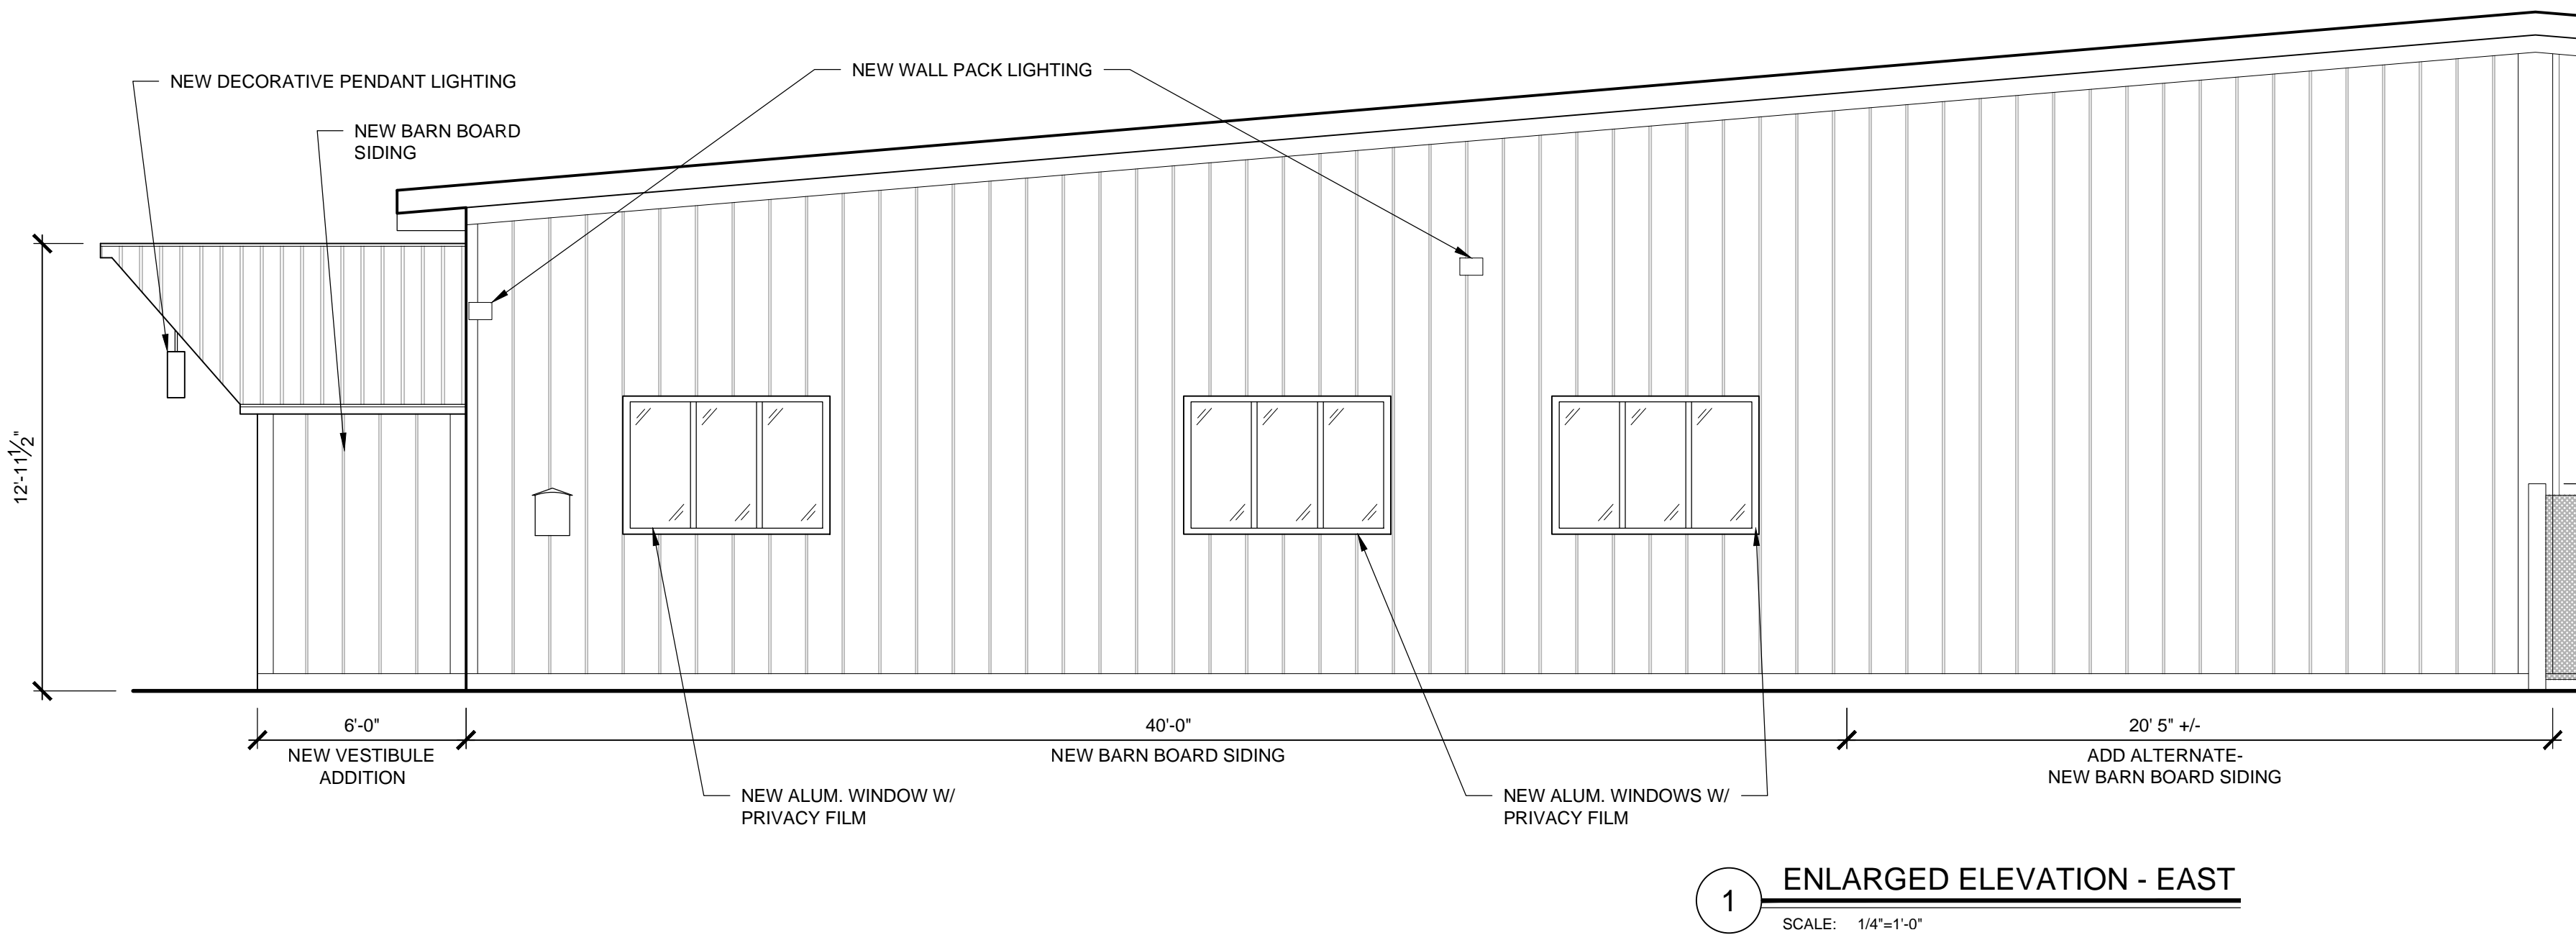 NEW DECORATIVE PENDANT LIGHTING
NEW WALL PACK LIGHTING
NEW BARN BOARD
SIDING
12'-11 1/2"
6'-0"
NEW VESTIBULE
ADDITION
40'-0"
NEW BARN BOARD SIDING
20' 5" +/-
ADD ALTERNATE-
NEW BARN BOARD SIDING
NEW ALUM. WINDOW W/
PRIVACY FILM
NEW ALUM. WINDOWS W/
PRIVACY FILM
1
ENLARGED ELEVATION - EAST
SCALE: 1/4"=1'-0"